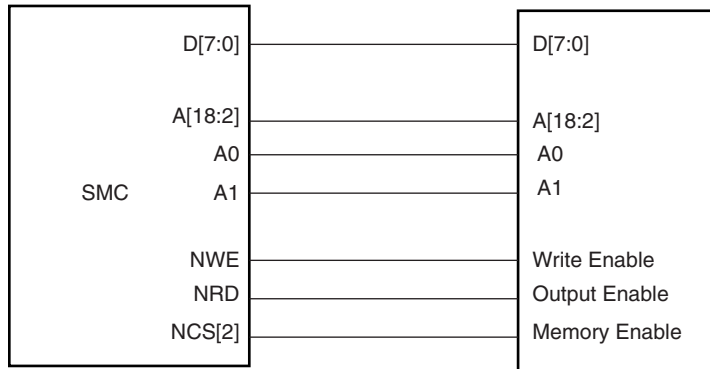 D[7:0] D[7:0]
A[18:2] A[18:2]
A0 A0
SMC A1 A1
NWE Write Enable
NRD Output Enable
NCS[2] Memory Enable